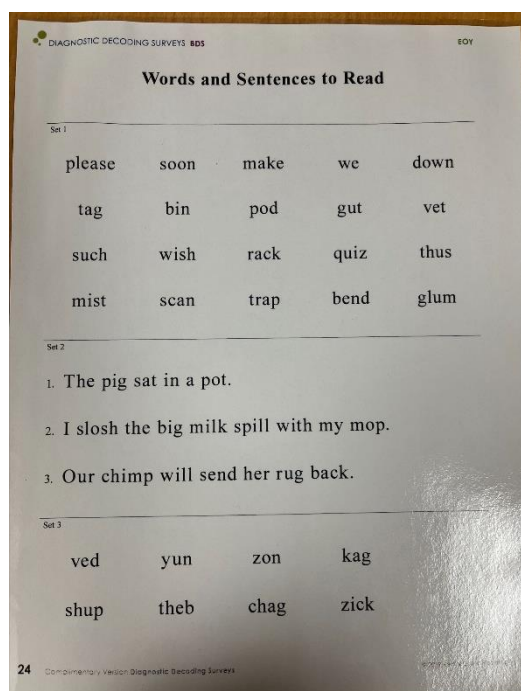 DIAGNOSTIC DECODING SURVEYS BDS EOY
Words and Sentences to Read
Set 1
please soon make we down
tag bin pod gut vet
such wish rack quiz thus
mist scan trap bend glum
Set 2
1. The pig sat in a pot.
2. I slosh the big milk spill with my mop.
3. Our chimp will send her rug back.
Set 3
ved yun zon kag
shup theb chag zick
24 Complimentary Version Diagnostic Decoding Surveys